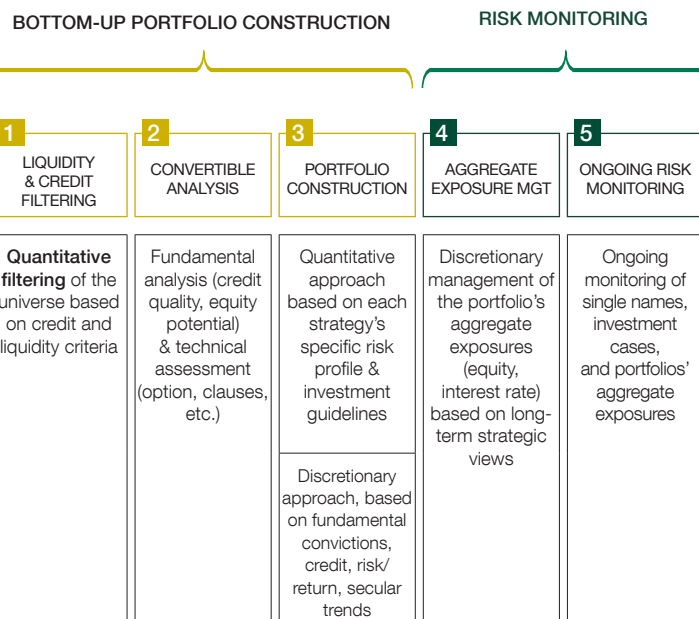 BOTTOM-UP PORTFOLIO CONSTRUCTION
RISK MONITORING
1
LIQUIDITY
& CREDIT
FILTERING
2
CONVERTIBLE
ANALYSIS
3
PORTFOLIO
CONSTRUCTION
4
AGGREGATE
EXPOSURE MGT
5
ONGOING RISK
MONITORING
Quantitative
filtering of the
universe based
on credit and
liquidity criteria
Fundamental
analysis (credit
quality, equity
potential)
& technical
assessment
(option, clauses,
etc.)
Quantitative
approach
based on each
strategy’s
specific risk
profile &
investment
guidelines
Discretionary
approach, based
on fundamental
convictions,
credit, risk/
return, secular
trends
Discretionary
management of
the portfolio’s
aggregate
exposures
(equity,
interest rate)
based on long-
term strategic
views
Ongoing
monitoring of
single names,
investment
cases,
and portfolios’
aggregate
exposures